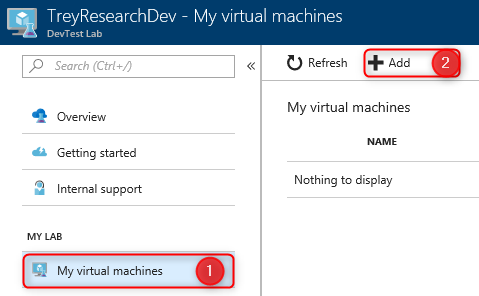 TreyResearchDev - My virtual machines
DevTest Lab
Search (Ctrl+/)
«
Refresh
Add
2
Overview
Getting started
Internal support
MY LAB
My virtual machines
1
My virtual machines
NAME
Nothing to display